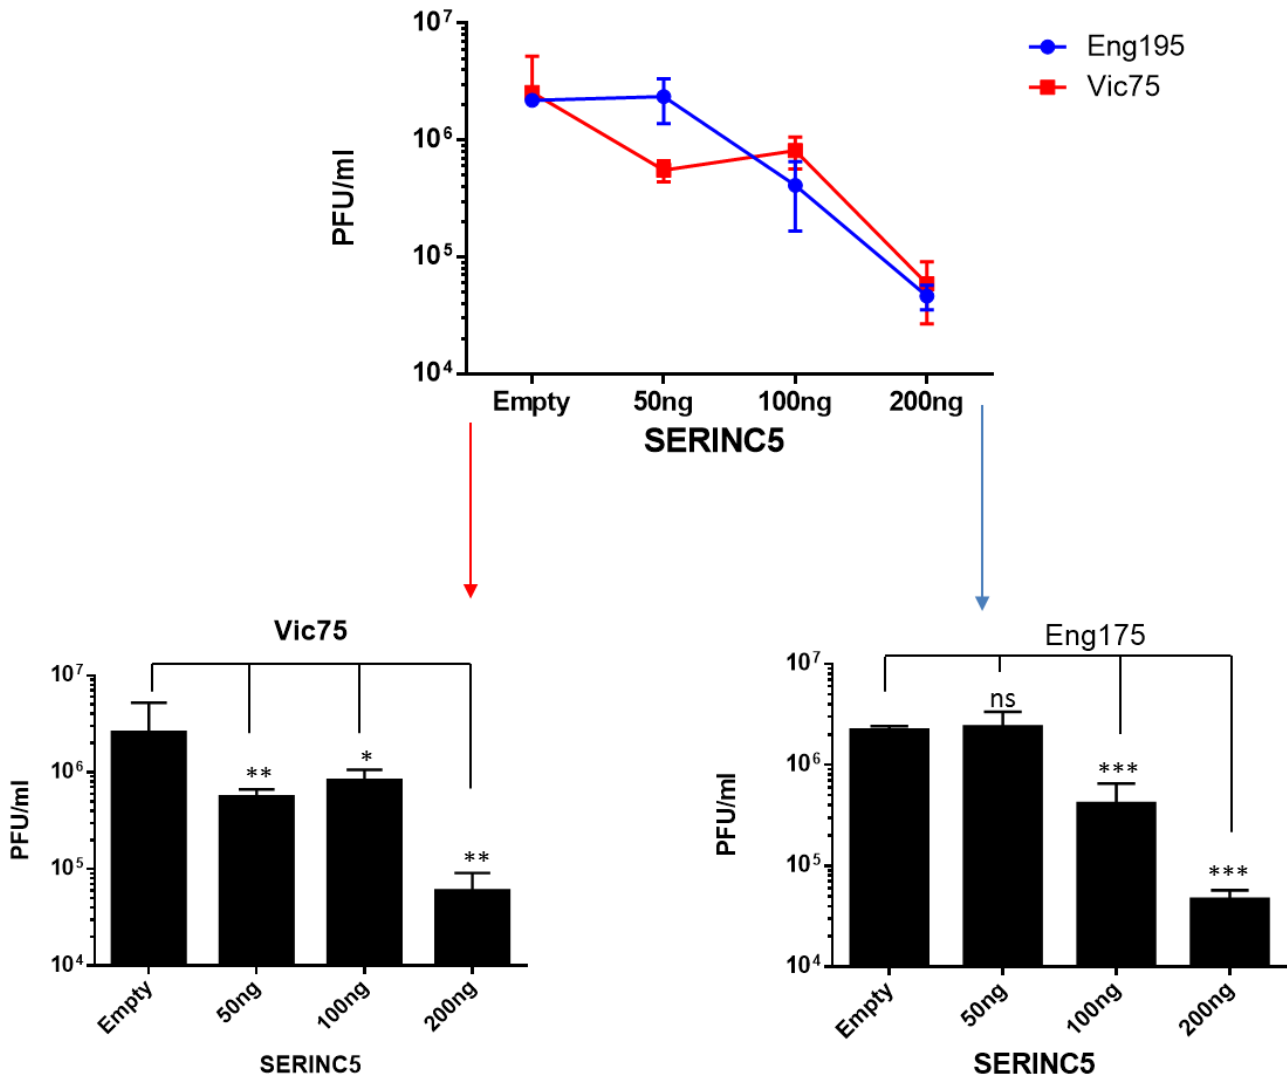 10⁷
10⁶
10⁵
10⁴
PFU/ml
Eng195
Vic75
Empty 50ng 100ng 200ng
SERINC5
Vic75
10⁷
10⁶
10⁵
10⁴
PFU/ml
** * **
Empty 50ng 100ng 200ng
SERINC5
Eng175
10⁷
10⁶
10⁵
10⁴
PFU/ml
ns *** ***
Empty 50ng 100ng 200ng
SERINC5